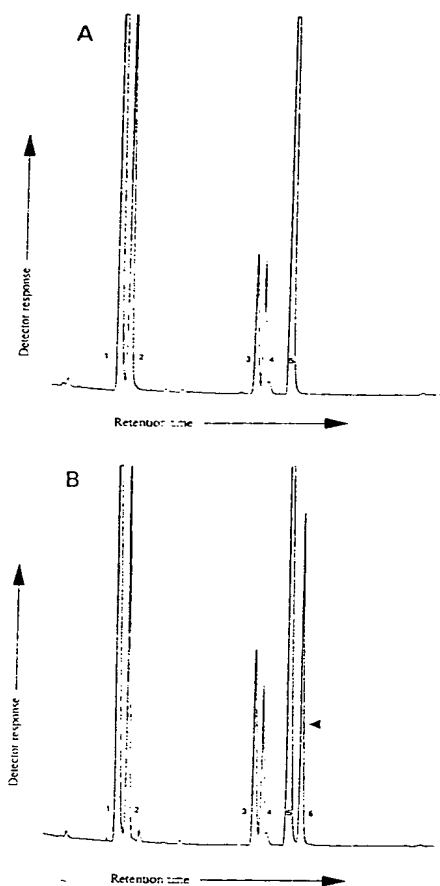 A
Detector response
1 2 3 4 5
Retention time
B
Detector response
1 2 3 4 5 6
Retention time